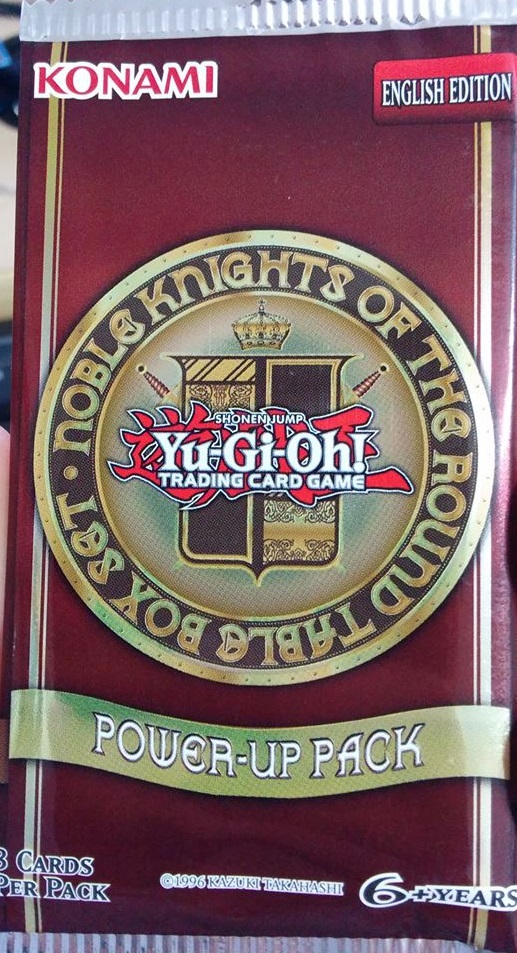 KONAMI
ENGLISH EDITION
NOBLE KNIGHTS OF THE ROUND TABLE BOX SET •
SHONEN JUMP
Yu-Gi-Oh!
TRADING CARD GAME
POWER-UP PACK
3 CARDS
PER PACK
©1996 KAZUKI TAKAHASHI
6+YEARS